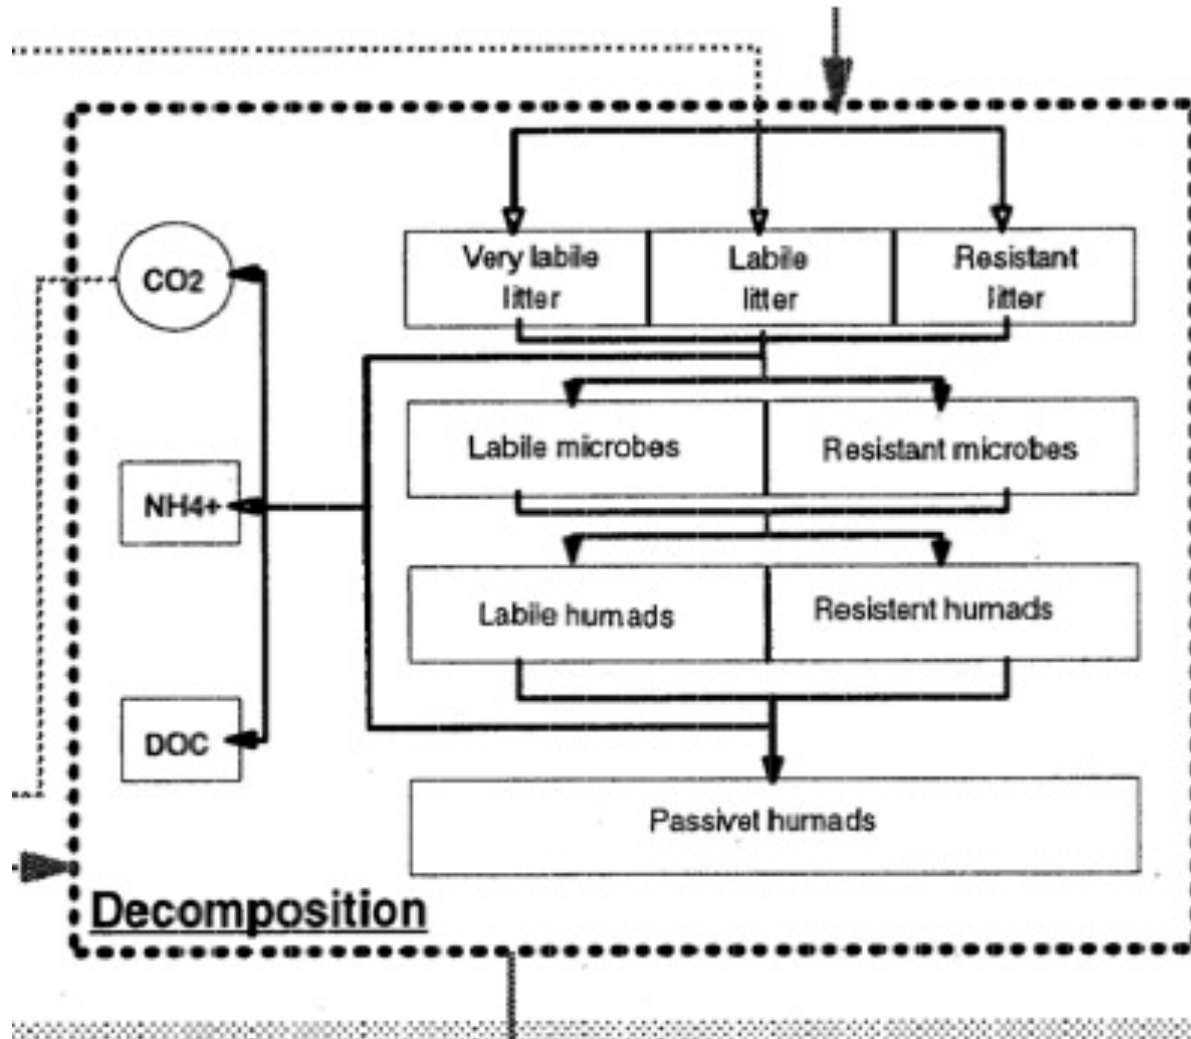 Very labile
litter
Labile
litter
Resistant
litter
CO2
Labile microbes
Resistant microbes
NH4+
Labile humads
Resistent humads
DOC
Passivet humads
Decomposition